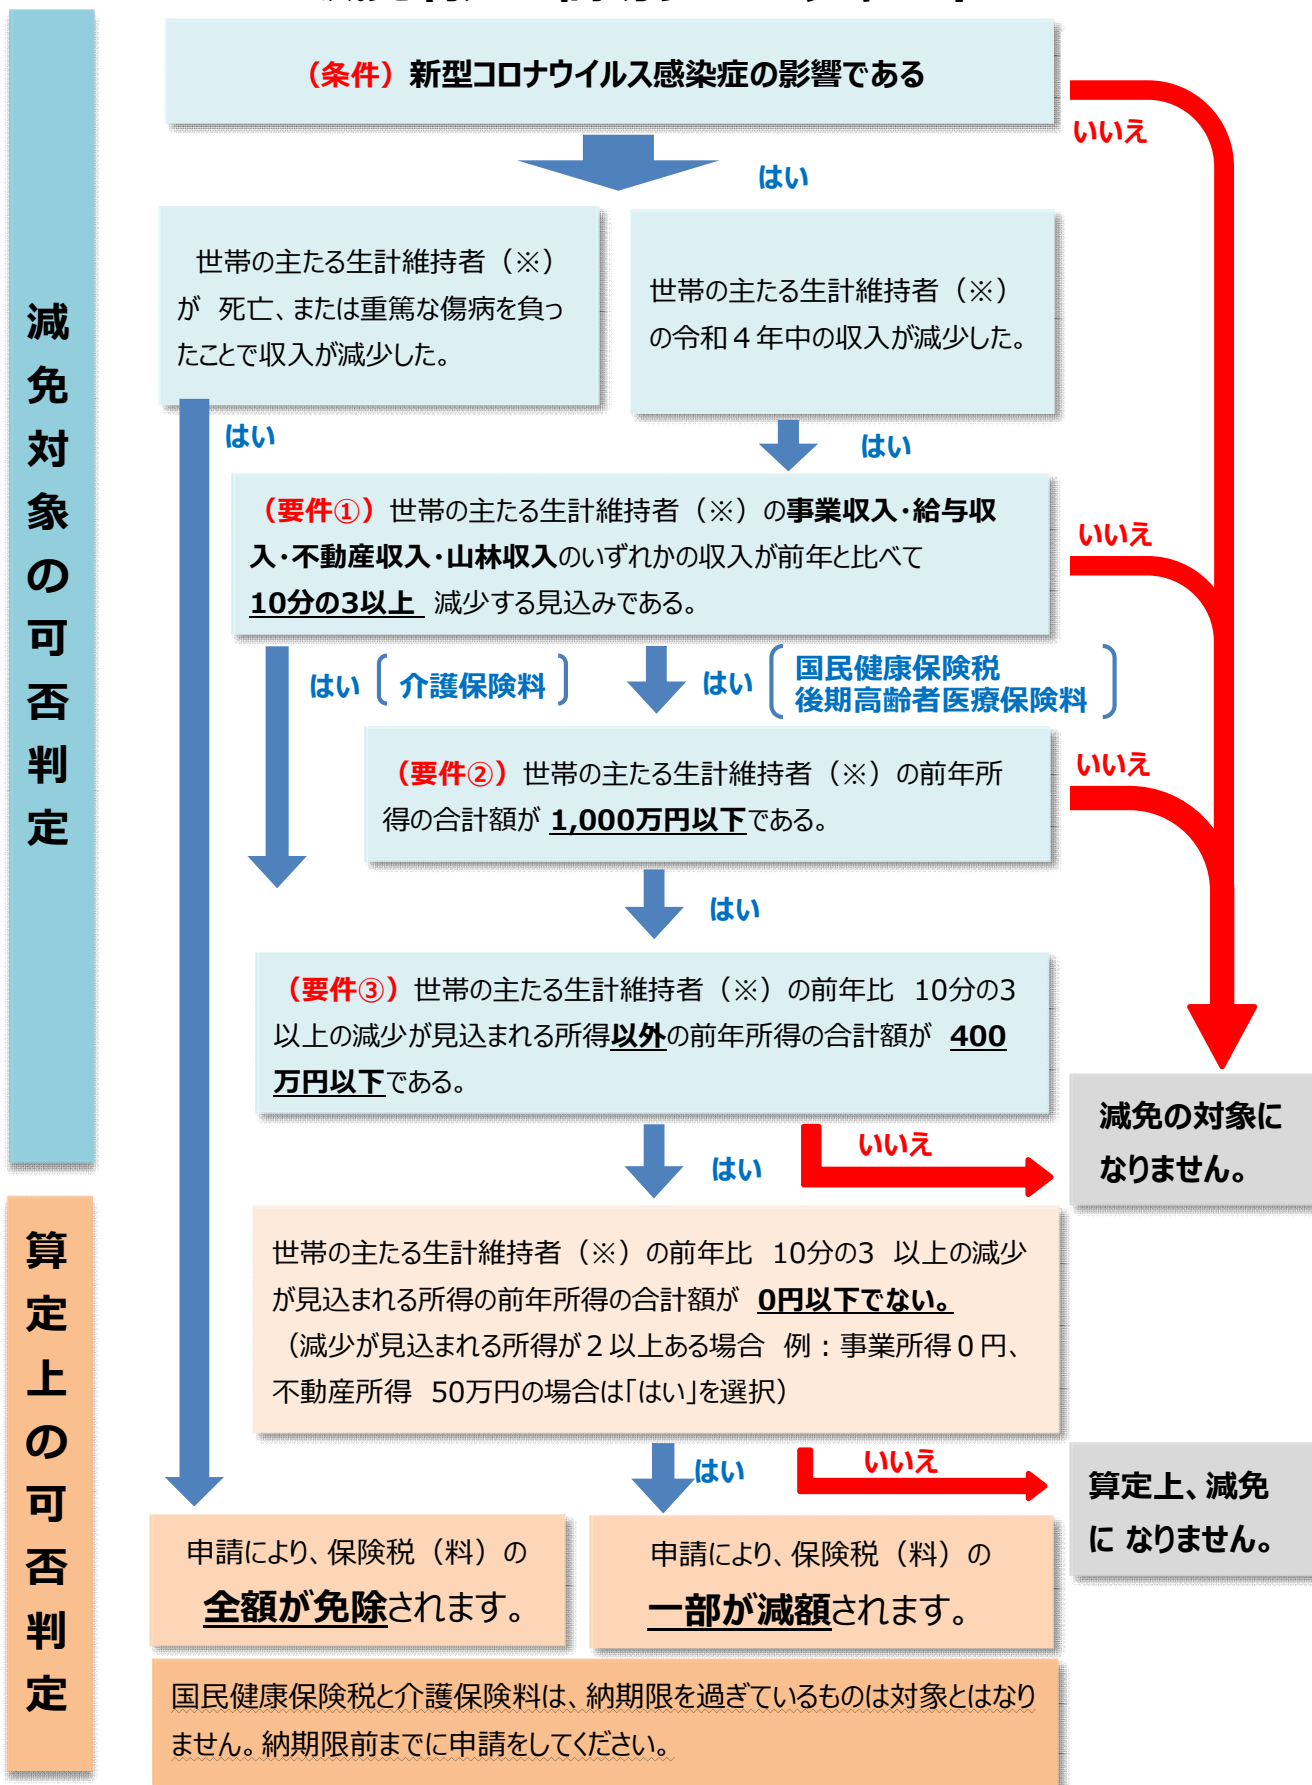 （条件）新型コロナウイルス感染症の影響である
いいえ
はい
世帯の主たる生計維持者（※）
が 死亡、または重篤な傷病を負っ
たことで収入が減少した。
世帯の主たる生計維持者（※）
の令和４年中の収入が減少した。
はい
はい
（要件①）世帯の主たる生計維持者（※）の事業収入・給与収
入・不動産収入・山林収入のいずれかの収入が前年と比べて
10分の3以上 減少する見込みである。
いいえ
はい
介護保険料
はい
国民健康保険税
後期高齢者医療保険料
（要件②）世帯の主たる生計維持者（※）の前年所
得の合計額が 1,000万円以下である。
いいえ
はい
（要件③）世帯の主たる生計維持者（※）の前年比 10分の3
以上の減少が見込まれる所得以外の前年所得の合計額が 400
万円以下である。
はい
いいえ
減免の対象に
なりません。
減免対象の可否判定
世帯の主たる生計維持者（※）の前年比 10分の3 以上の減少
が見込まれる所得の前年所得の合計額が 0円以下でない。
（減少が見込まれる所得が２以上ある場合 例：事業所得０円、
不動産所得 50万円の場合は「はい」を選択）
はい
いいえ
算定上、減免
に なりません。
申請により、保険税（料）の
全額が免除されます。
申請により、保険税（料）の
一部が減額されます。
算定上の可否判定
国民健康保険税と介護保険料は、納期限を過ぎているものは対象とはなり
ません。納期限前までに申請をしてください。